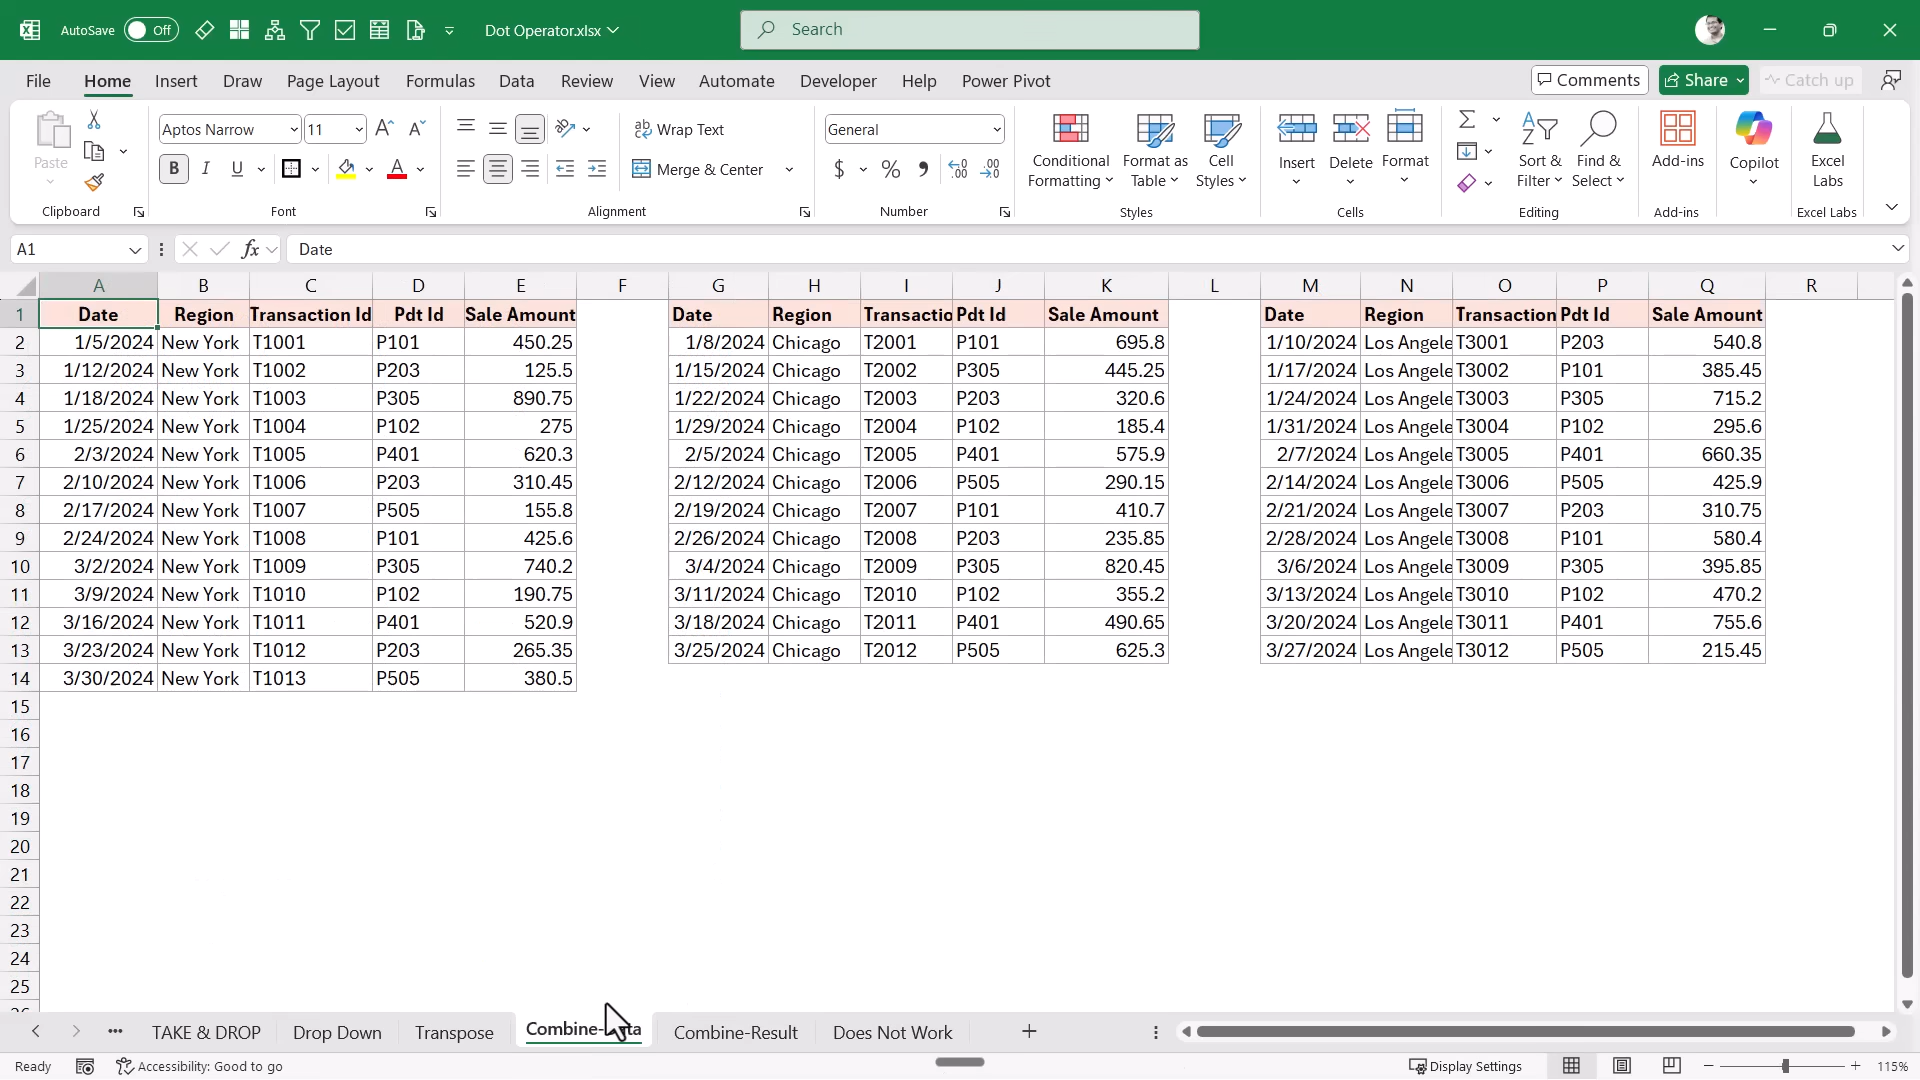 AutoSave Off Dot Operator.xlsx Search
File Home Insert Draw Page Layout Formulas Data Review View Automate Developer Help Power Pivot Comments Share Catch up
Paste Aptos Narrow 11 Wrap Text General
B I U Merge & Center $ % Conditional Formatting Format as Table Cell Styles Insert Delete Format Sort & Filter Find & Select Add-ins Copilot Excel Labs
Clipboard Font Alignment Number Styles Cells Editing Add-ins Excel Labs
A1 fx Date
A B C D E F G H I J K L M N O P Q R
1 Date Region Transaction Id Pdt Id Sale Amount Date Region Transactio Pdt Id Sale Amount Date Region Transaction Pdt Id Sale Amount
2 1/5/2024 New York T1001 P101 450.25 1/8/2024 Chicago T2001 P101 695.8 1/10/2024 Los Angele T3001 P203 540.8
3 1/12/2024 New York T1002 P203 125.5 1/15/2024 Chicago T2002 P305 445.25 1/17/2024 Los Angele T3002 P101 385.45
4 1/18/2024 New York T1003 P305 890.75 1/22/2024 Chicago T2003 P203 320.6 1/24/2024 Los Angele T3003 P305 715.2
5 1/25/2024 New York T1004 P102 275 1/29/2024 Chicago T2004 P102 185.4 1/31/2024 Los Angele T3004 P102 295.6
6 2/3/2024 New York T1005 P401 620.3 2/5/2024 Chicago T2005 P401 575.9 2/7/2024 Los Angele T3005 P401 660.35
7 2/10/2024 New York T1006 P203 310.45 2/12/2024 Chicago T2006 P505 290.15 2/14/2024 Los Angele T3006 P505 425.9
8 2/17/2024 New York T1007 P505 155.8 2/19/2024 Chicago T2007 P101 410.7 2/21/2024 Los Angele T3007 P203 310.75
9 2/24/2024 New York T1008 P101 425.6 2/26/2024 Chicago T2008 P203 235.85 2/28/2024 Los Angele T3008 P101 580.4
10 3/2/2024 New York T1009 P305 740.2 3/4/2024 Chicago T2009 P305 820.45 3/6/2024 Los Angele T3009 P305 395.85
11 3/9/2024 New York T1010 P102 190.75 3/11/2024 Chicago T2010 P102 355.2 3/13/2024 Los Angele T3010 P102 470.2
12 3/16/2024 New York T1011 P401 520.9 3/18/2024 Chicago T2011 P401 490.65 3/20/2024 Los Angele T3011 P401 755.6
13 3/23/2024 New York T1012 P203 265.35 3/25/2024 Chicago T2012 P505 625.3 3/27/2024 Los Angele T3012 P505 215.45
14 3/30/2024 New York T1013 P505 380.5
15
16
17
18
19
20
21
22
23
24
25
TAKE & DROP Drop Down Transpose Combine- ta Combine-Result Does Not Work
Ready Accessibility: Good to go Display Settings 115%